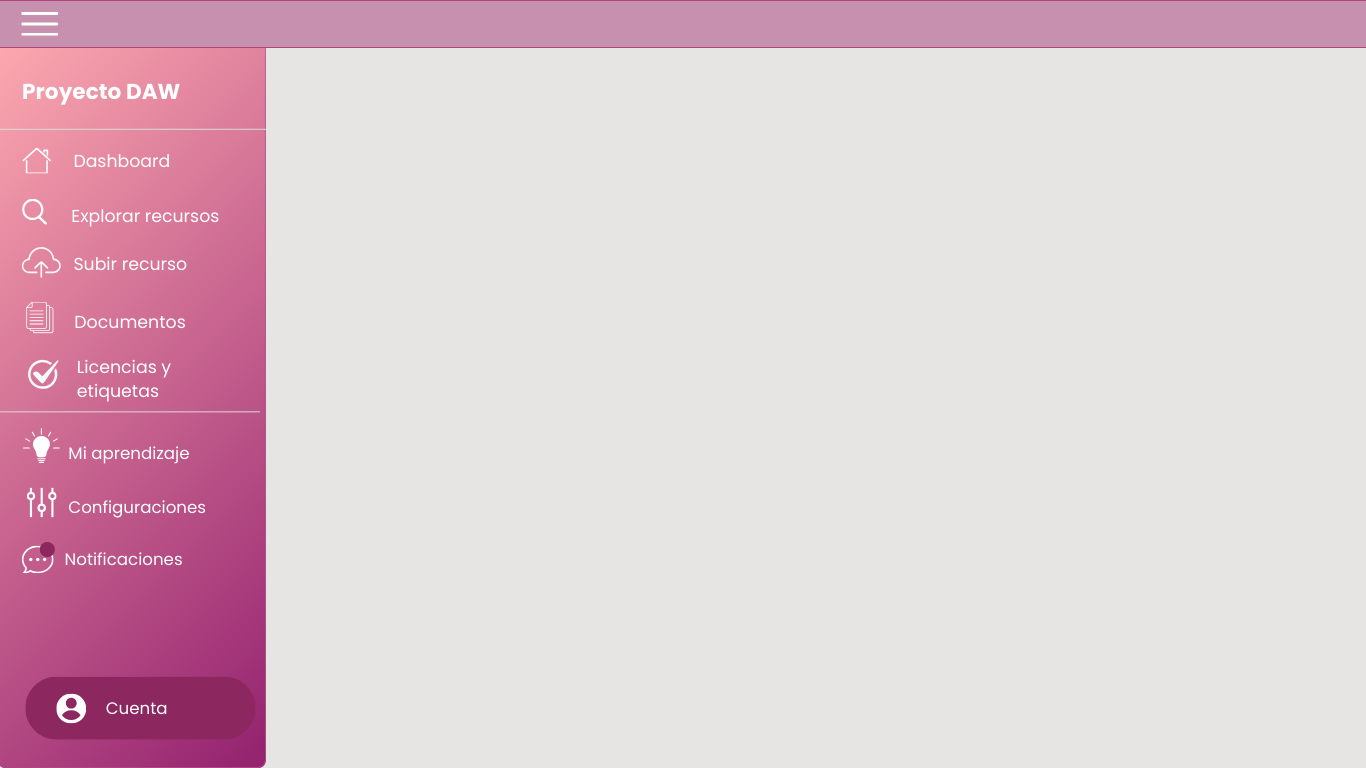 Proyecto DAW
Dashboard
Explorar recursos
Subir recurso
Documentos
Licencias y
etiquetas
Mi aprendizaje
Configuraciones
Notificaciones
Cuenta